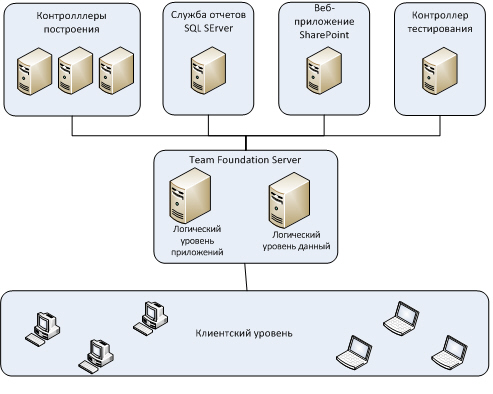 Контролллеры
построения
Служба отчетов
SQL SErver
Веб-
приложение
SharePoint
Контроллер
тестирования
Team Foundation Server
Логический
уровень
приложений
Логический
уровень данный
Клиентский уровень